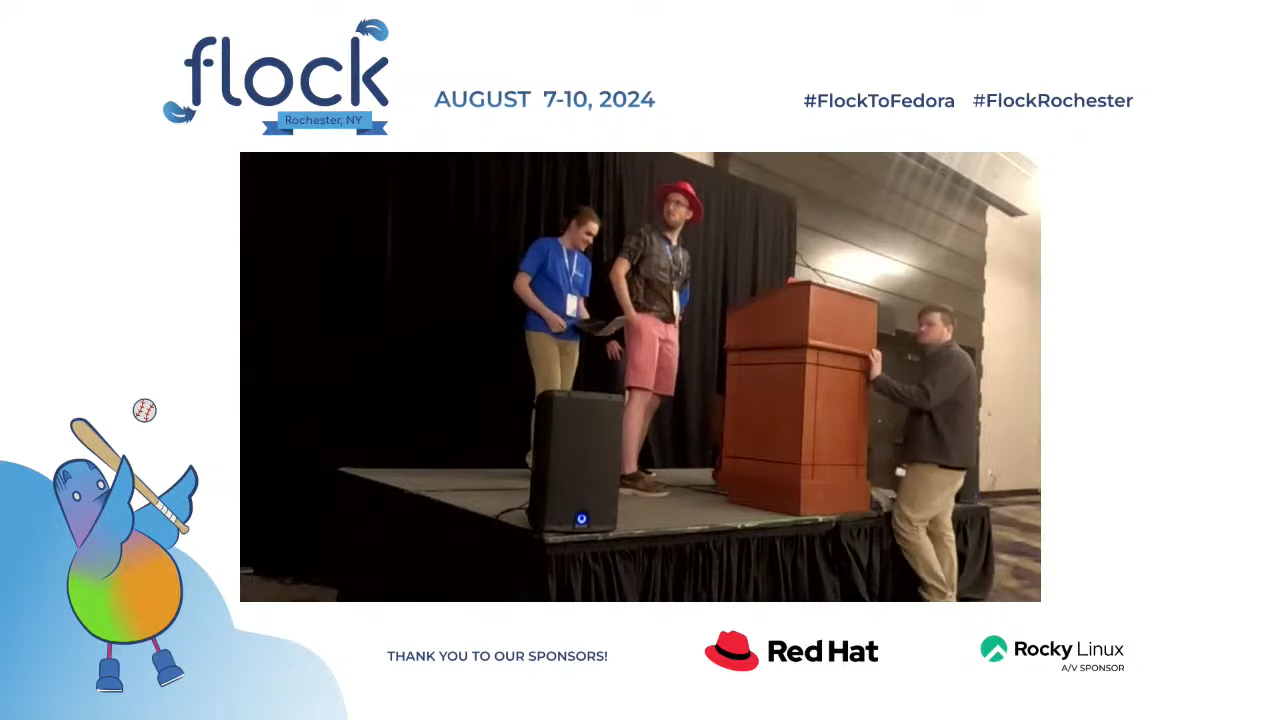 flock
Rochester, NY
AUGUST 7-10, 2024
#FlockToFedora #FlockRochester
THANK YOU TO OUR SPONSORS!
Red Hat
Rocky Linux
A/V SPONSOR